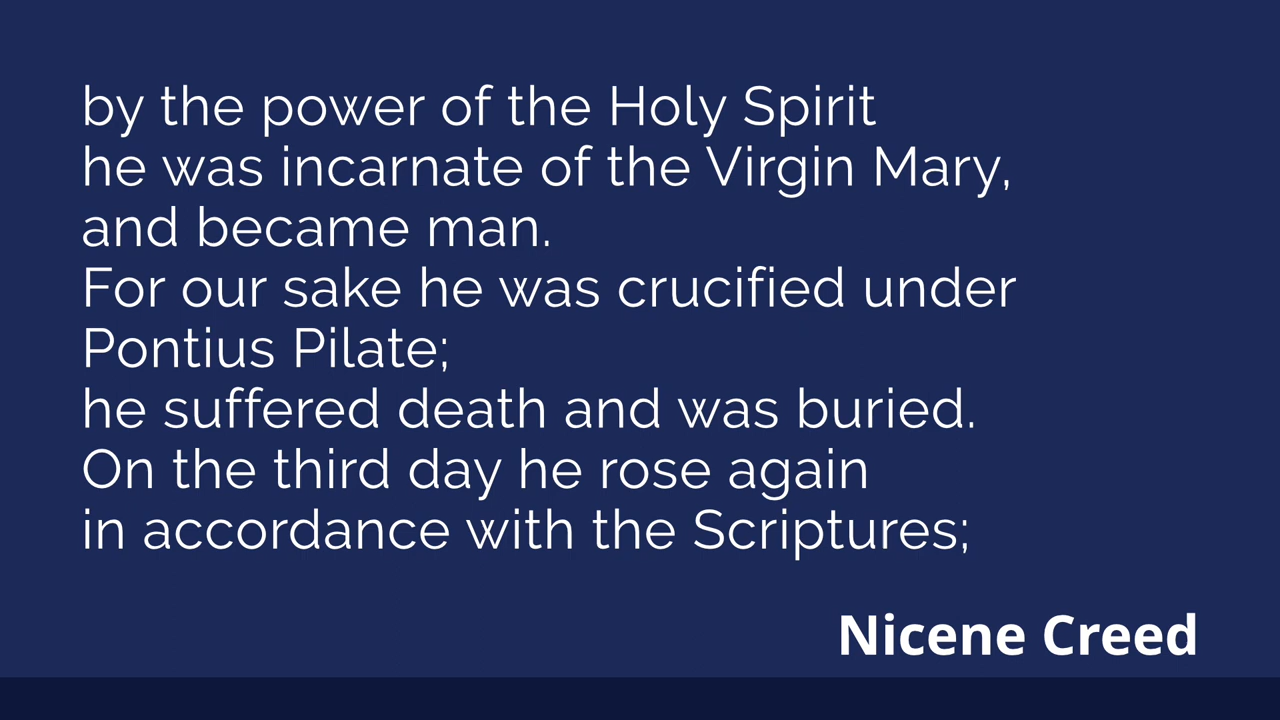 by the power of the Holy Spirit
he was incarnate of the Virgin Mary,
and became man.
For our sake he was crucified under
Pontius Pilate;
he suffered death and was buried.
On the third day he rose again
in accordance with the Scriptures;
Nicene Creed